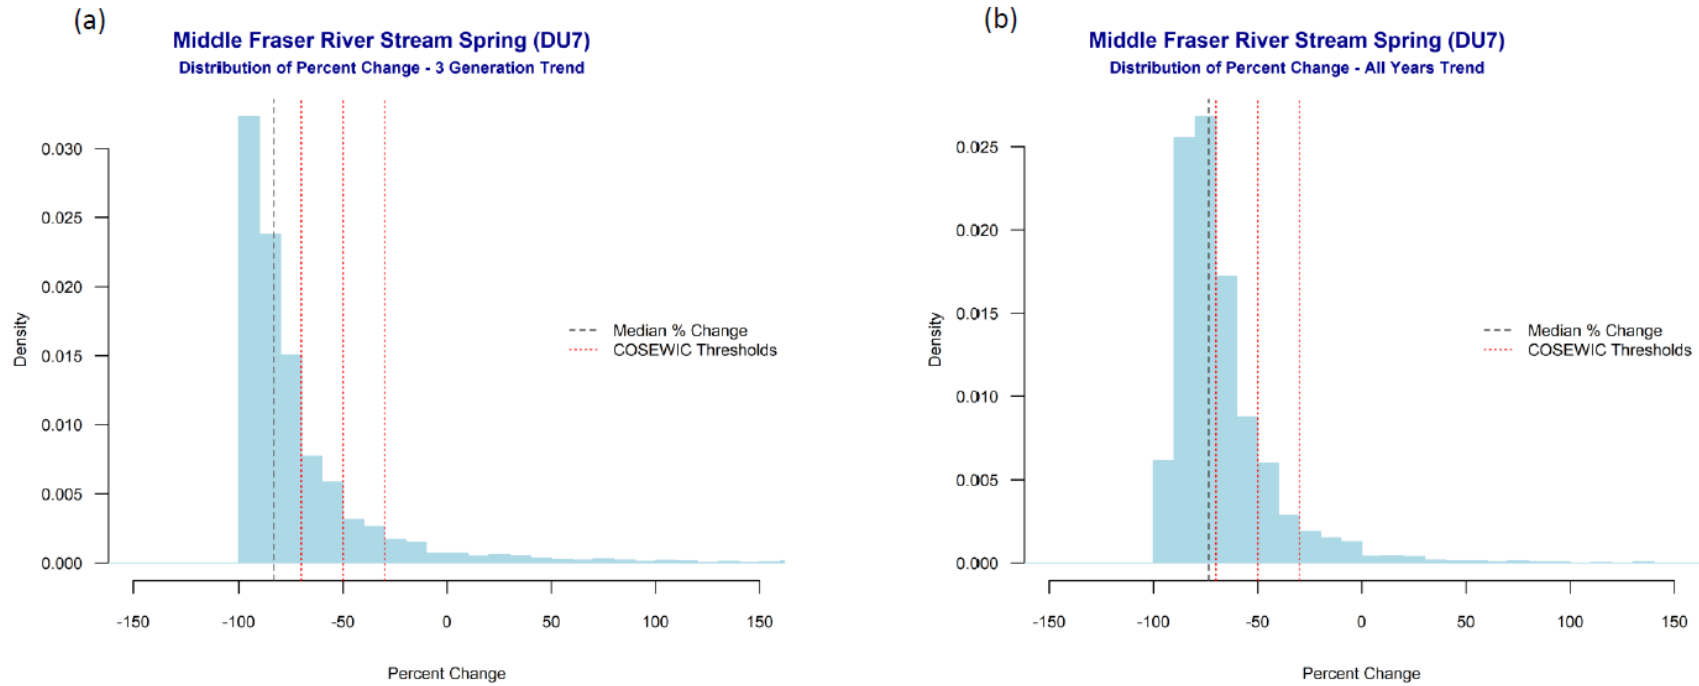 (a)
Middle Fraser River Stream Spring (DU7)
Distribution of Percent Change - 3 Generation Trend
0.030
0.025
0.020
0.015
0.010
0.005
0.000
Density
Median % Change
COSEWIC Thresholds
-150 -100 -50 0 50 100 150
Percent Change
(b)
Middle Fraser River Stream Spring (DU7)
Distribution of Percent Change - All Years Trend
0.025
0.020
0.015
0.010
0.005
0.000
Density
Median % Change
COSEWIC Thresholds
-150 -100 -50 0 50 100 150
Percent Change